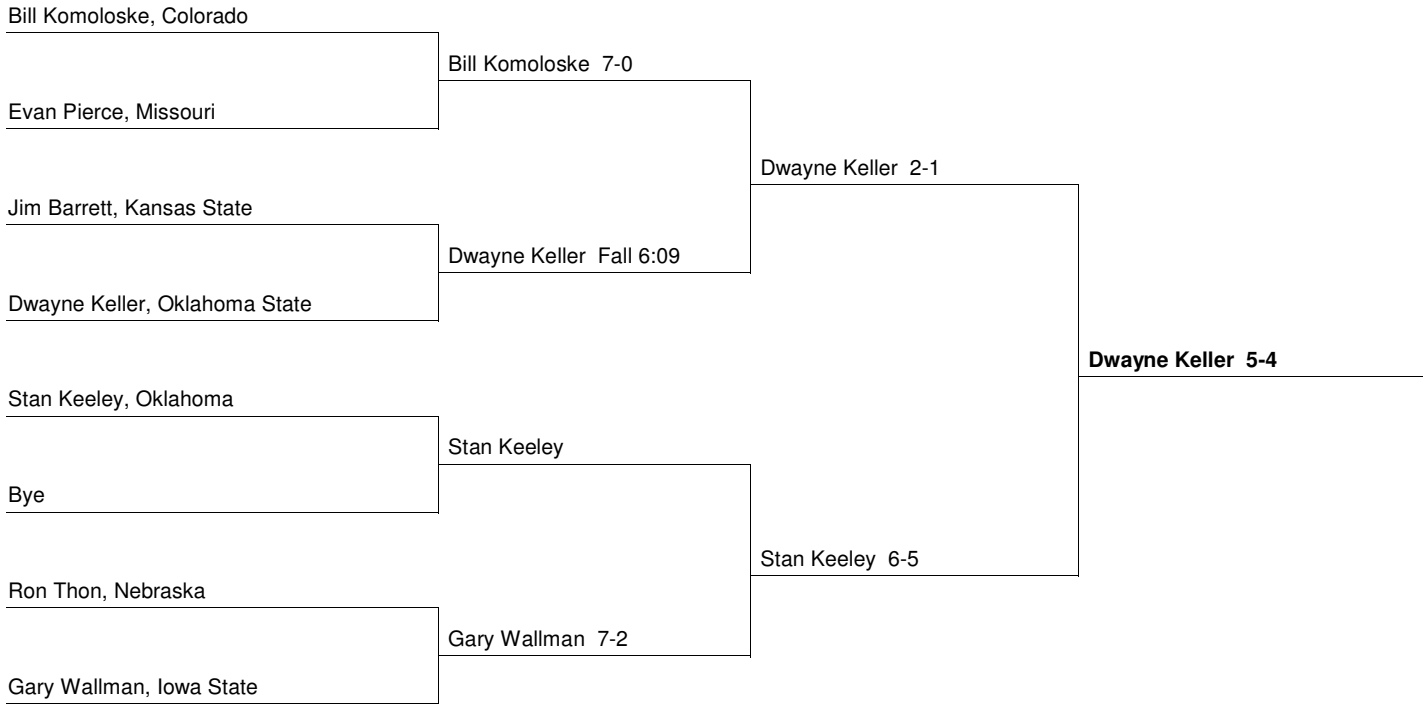 Bill Komoloske, Colorado
Bill Komoloske 7-0
Evan Pierce, Missouri
Dwayne Keller 2-1
Jim Barrett, Kansas State
Dwayne Keller Fall 6:09
Dwayne Keller, Oklahoma State
Dwayne Keller 5-4
Stan Keeley, Oklahoma
Stan Keeley
Bye
Stan Keeley 6-5
Ron Thon, Nebraska
Gary Wallman 7-2
Gary Wallman, Iowa State